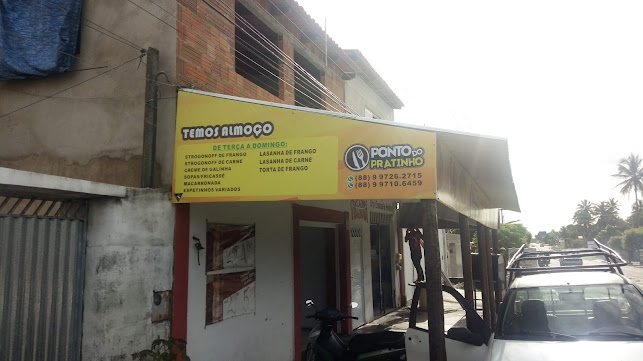 TEMOS ALMOÇO
DE TERÇA A DOMINGO:
STROGONOFF DE FRANGO
STROGONOFF DE CARNE
CREME DE GALINHA
SOPA&FRICASSE
MACARRONADA
ESPETINHOS VARIADOS
LASANHA DE FRANGO
LASANHA DE CARNE
TORTA DE FRANGO
PONTO DO
PRATINHO
(88) 9 9726.2715
(88) 9 9710.6459